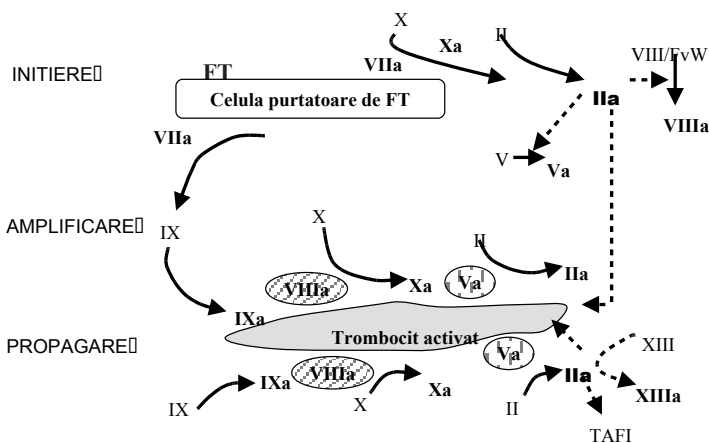 X
II
Xa
VIII/FvW
VIIa
INITIERE
FT
IIa
Celula purtatoare de FT
VIIIa
VIIa
V
Va
AMPLIFICARE
IX
X
II
Xa
Va
IIa
VIIIa
IXa
Trombocit activat
PROPAGARE
Va
XIII
VIIIa
IXa
Xa
IIa
XIIIa
IX
X
II
TAFI